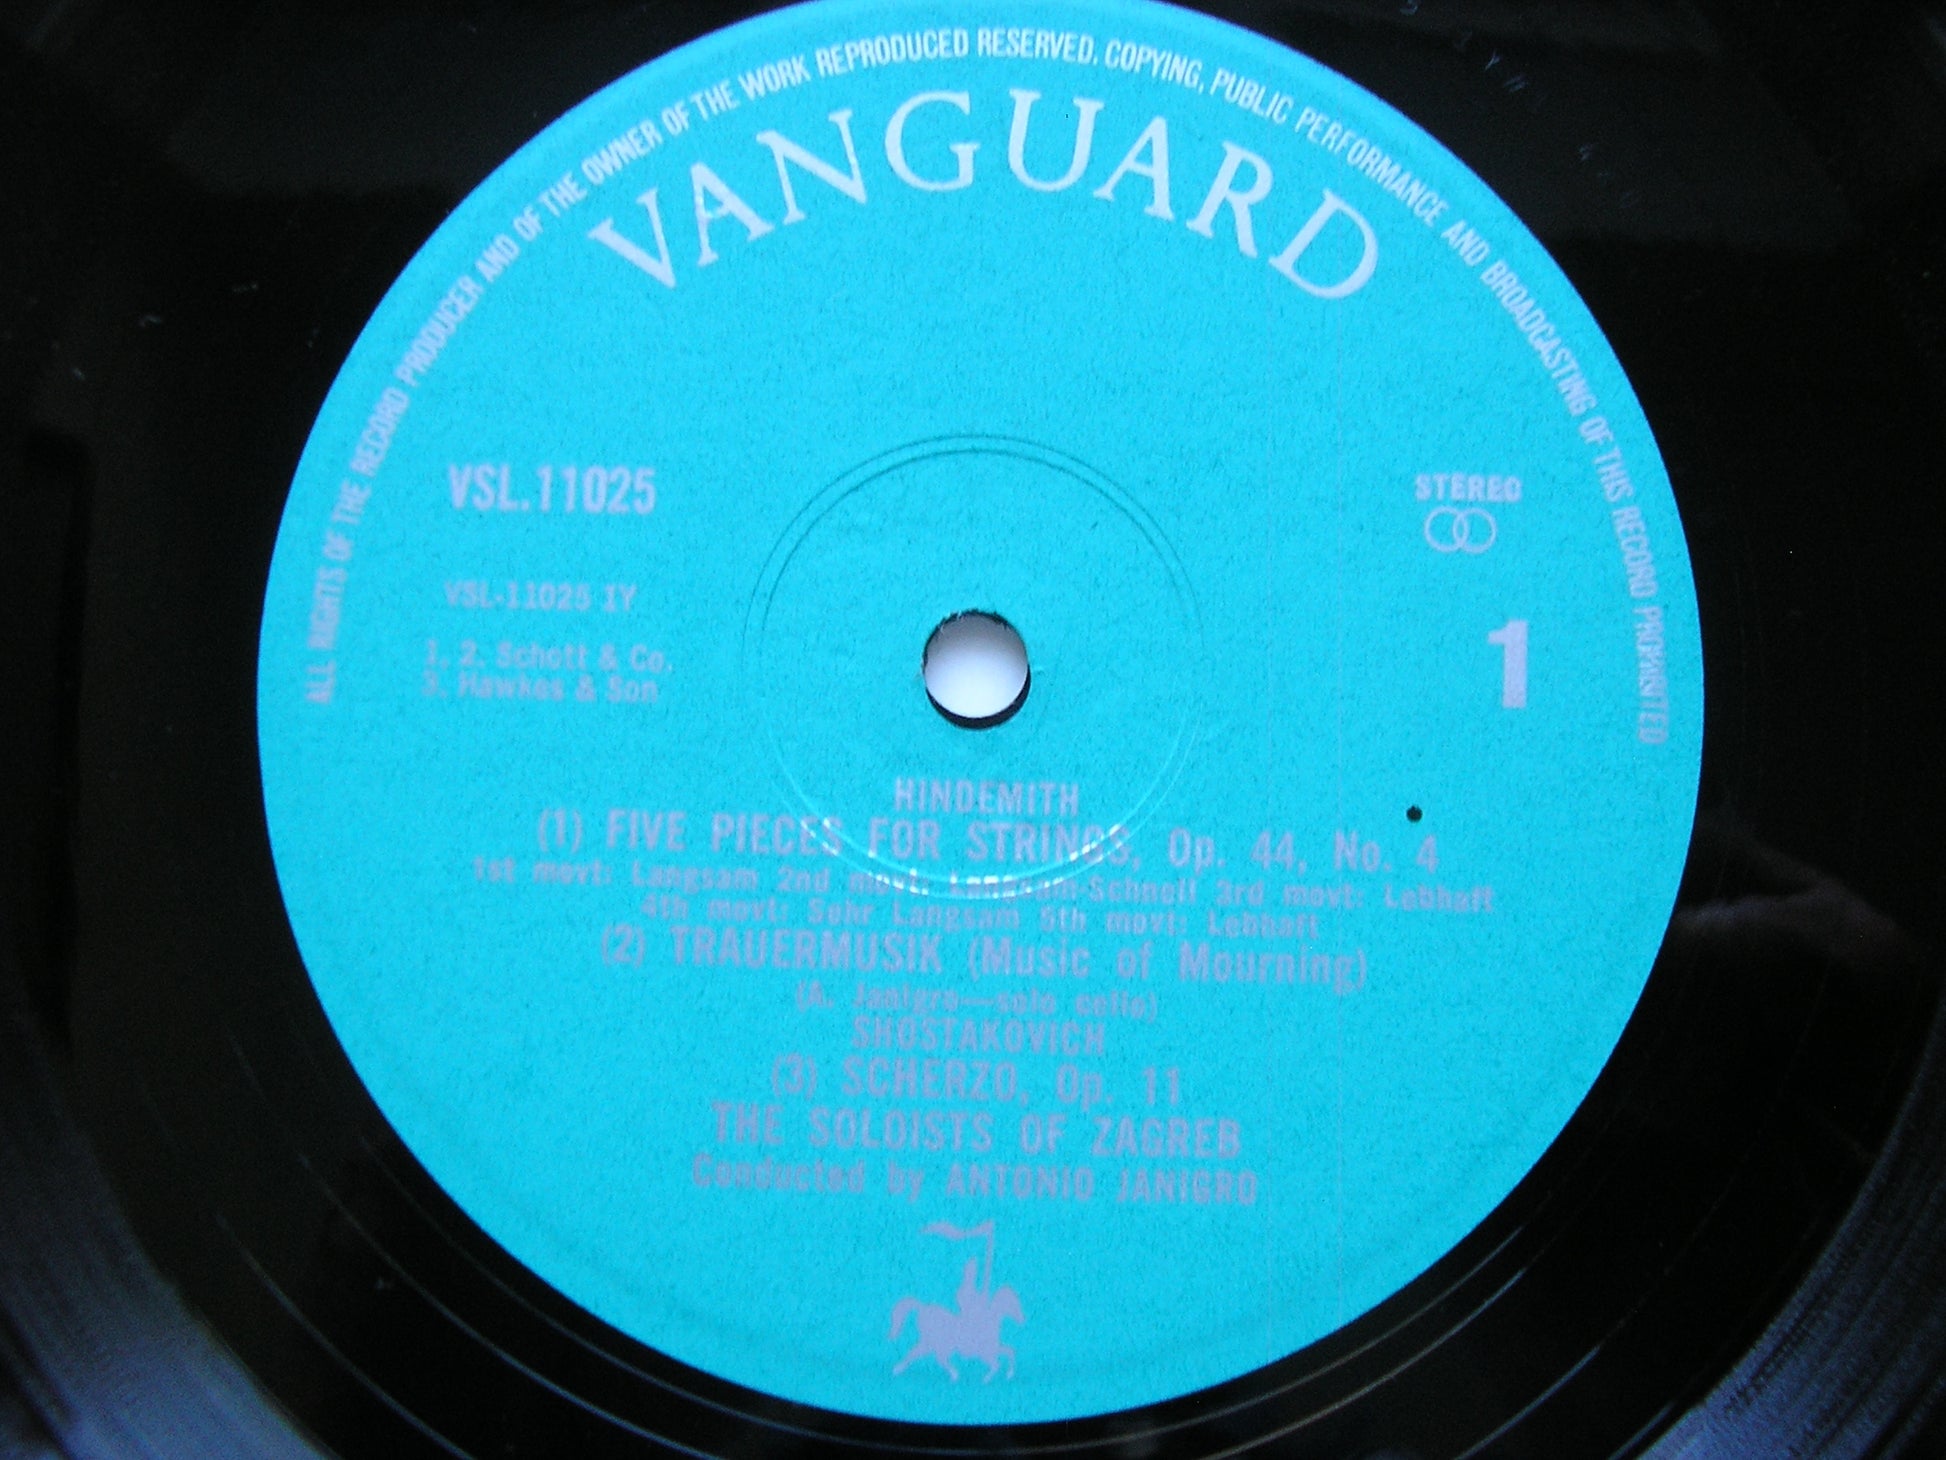 ALL RIGHTS OF THE RECORD PRODUCER AND OF THE OWNER OF THE WORK REPRODUCED RESERVED. COPYING, PUBLIC PERFORMANCE AND BROADCASTING OF THIS RECORD PROHIBITED
VANGUARD
VSL.11025
STEREO
VSL-11025 1Y
1. 2. Schott & Co.
3. Hawkes & Son
1
HINDEMITH
(1) FIVE PIECES FOR STRINGS, Op. 44, No. 4
1st movt: Langsam 2nd movt: Langsam-Schnell 3rd movt: Lebhaft
4th movt: Sehr Langsam 5th movt: Lebhaft
(2) TRAUERMUSIK (Music of Mourning)
(A. Janigro—solo cello)
SHOSTAKOVICH
(3) SCHERZO, Op. 11
THE SOLOISTS OF ZAGREB
Conducted by ANTONIO JANIGRO